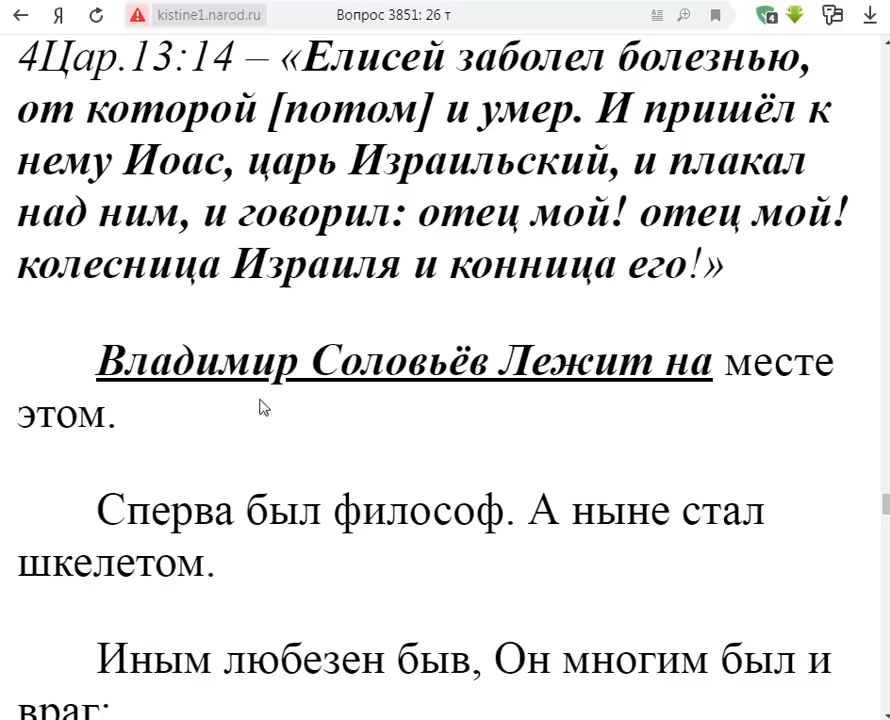 kistine1.narod.ru
Вопрос 3851: 26 т
4
4Цар.13:14 – «Елисей заболел болезнью,
от которой [потом] и умер. И пришёл к
нему Иоас, царь Израильский, и плакал
над ним, и говорил: отец мой! отец мой!
колесница Израиля и конница его!»
Владимир Соловьёв Лежит на месте
этом.
Сперва был философ. А ныне стал
шкелетом.
Иным любезен быв, Он многим был и
враг;